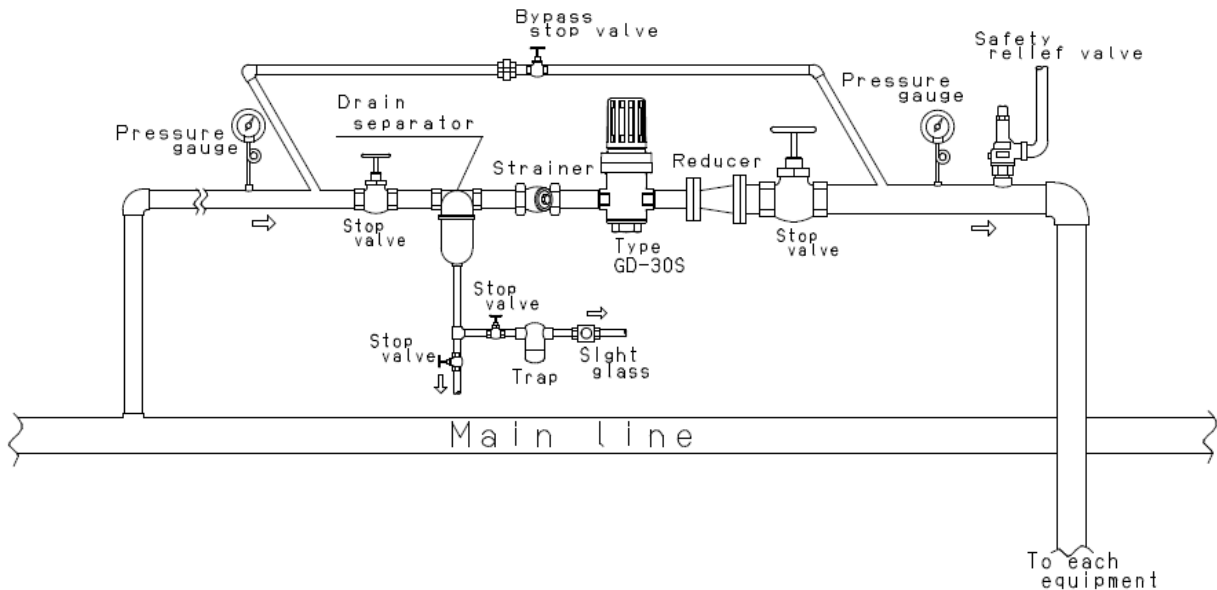 Bypass
stop valve
Safety
relief valve
Drain
separator
Pressure
gauge
Pressure
gauge
Strainer
Reducer
Stop
valve
Type
GD-30S
Stop
valve
Stop
valve
Stop
valve
Trap
Sight
glass
Main line
To each
equipment